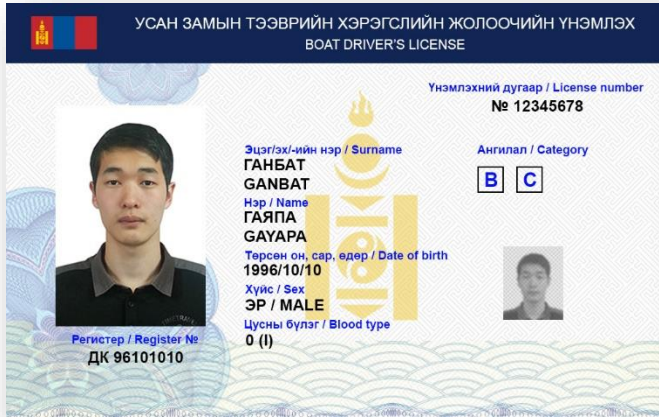 УСАН ЗАМЫН ТЭЭВРИЙН ХЭРЭГСЛИЙН ЖОЛООЧИЙН ҮНЭМЛЭХ
BOAT DRIVER'S LICENSE
Үнэмлэхний дугаар / License number
№ 12345678
Эцэг/эх/-ийн нэр / Surname
ГАНБАТ
GANBAT
Нэр / Name
ГАЯПА
GAYAPA
Төрсөн он, сар, өдөр / Date of birth
1996/10/10
Хүйс / Sex
ЭР / MALE
Цусны бүлэг / Blood type
0 (I)
Ангилал / Category
B C
Регистер / Register №
ДК 96101010